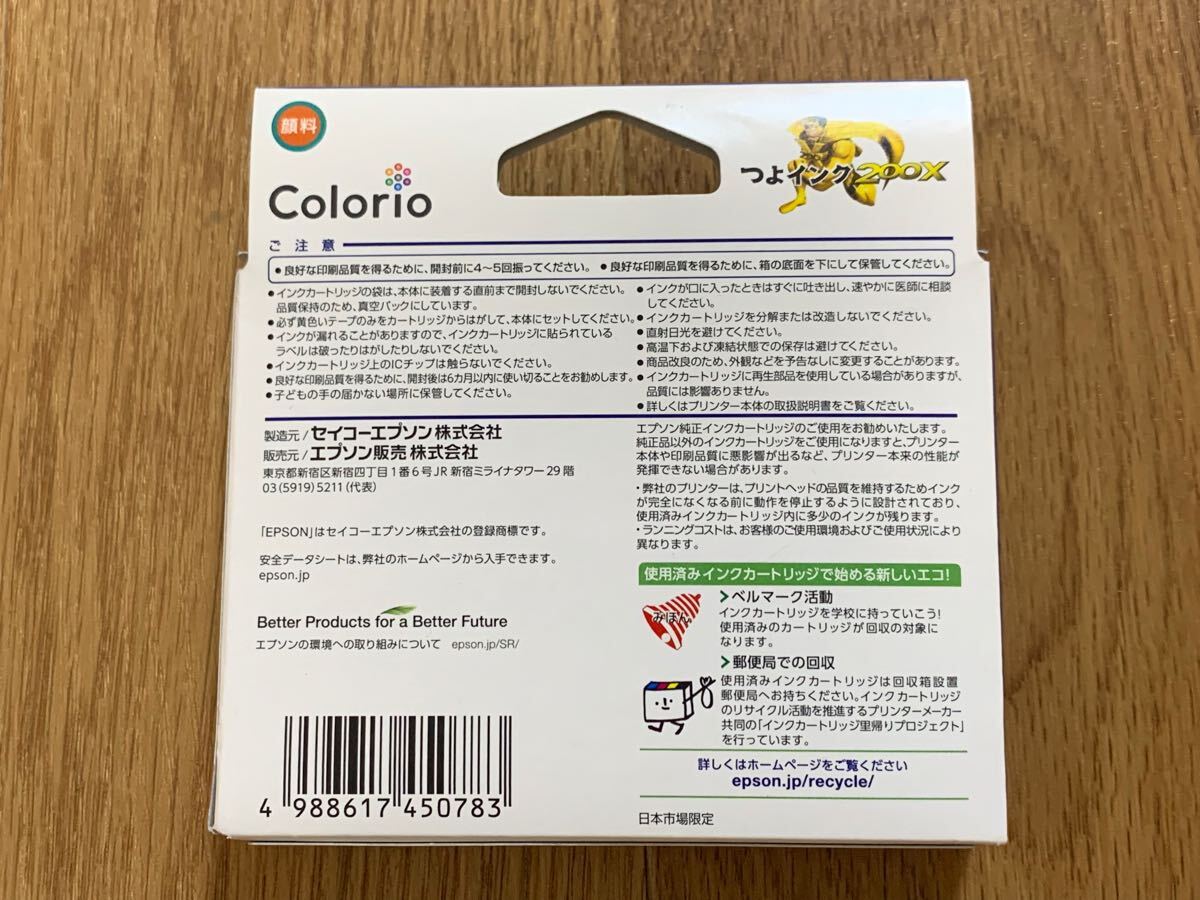 顔料
Colorio
つよインク200X
ご注意
●良好な印刷品質を得るために、開封前に4～5回振ってください。 ●良好な印刷品質を得るために、箱の底面を下にして保管してください。
●インクカートリッジの袋は、本体に装着する直前まで開封しないでください。
品質保持のため、真空パックにしています。
●必ず黄色いテープのみをカートリッジからはがして、本体にセットしてください。
●インクが漏れることがありますので、インクカートリッジに貼られている
ラベルは破ったりはがしたりしないでください。
●インクカートリッジ上のICチップは触らないでください。
●良好な印刷品質を得るために、開封後は6カ月以内に使い切ることをお勧めします。
●子どもの手の届かない場所に保管してください。
●インクが口に入ったときはすぐに吐き出し、速やかに医師に相談
してください。
●インクカートリッジを分解または改造しないでください。
●直射日光を避けてください。
●高温下および凍結状態での保存は避けてください。
●商品改良のため、外観などを予告なしに変更することがあります。
●インクカートリッジに再生部品を使用している場合がありますが、
品質には影響ありません。
●詳しくはプリンター本体の取扱説明書をご覧ください。
製造元/セイコーエプソン株式会社
販売元/エプソン販売 株式会社
東京都新宿区新宿四丁目1番6号JR新宿ミライナタワー29階
03(5919)5211(代表)
「EPSON」はセイコーエプソン株式会社の登録商標です。
安全データシートは、弊社のホームページから入手できます。
epson.jp
Better Products for a Better Future
エプソンの環境への取り組みについて epson.jp/SR/
4 988617 450783
エプソン純正インクカートリッジのご使用をお勧めいたします。
純正品以外のインクカートリッジをご使用になりますと、プリンター
本体や印刷品質に悪影響が出るなど、プリンター本来の性能が
発揮できない場合があります。
・弊社のプリンターは、プリントヘッドの品質を維持するためインク
が完全になくなる前に動作を停止するように設計されており、
使用済みインクカートリッジ内に多少のインクが残ります。
・ランニングコストは、お客様のご使用環境およびご使用状況により
異なります。
使用済みインクカートリッジで始める新しいエコ!
みほん
ベルマーク活動
インクカートリッジを学校に持っていこう!
使用済みのカートリッジが回収の対象に
なります。
郵便局での回収
使用済みインクカートリッジは回収箱設置
郵便局へお持ちください。インクカートリッジ
のリサイクル活動を推進するプリンターメーカー
共同の「インクカートリッジ里帰りプロジェクト」
を行っています。
詳しくはホームページをご覧ください
epson.jp/recycle/
日本市場限定